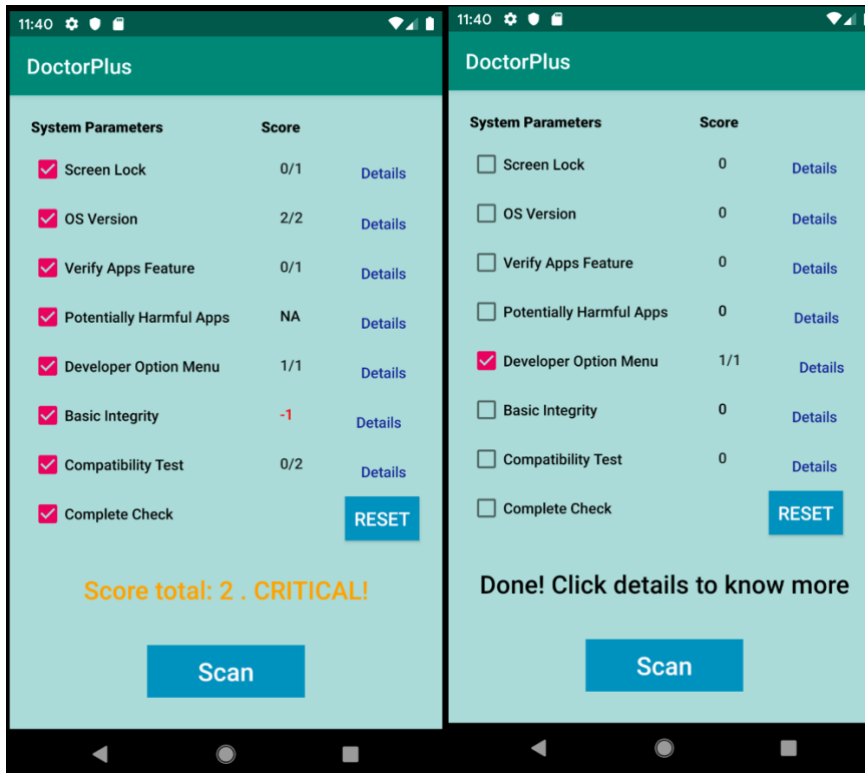 11:40
DoctorPlus
System Parameters Score
Screen Lock 0/1 Details
OS Version 2/2 Details
Verify Apps Feature 0/1 Details
Potentially Harmful Apps NA Details
Developer Option Menu 1/1 Details
Basic Integrity -1 Details
Compatibility Test 0/2 Details
Complete Check RESET
Score total: 2 . CRITICAL!
Scan
11:40
DoctorPlus
System Parameters Score
Screen Lock 0 Details
OS Version 0 Details
Verify Apps Feature 0 Details
Potentially Harmful Apps 0 Details
Developer Option Menu 1/1 Details
Basic Integrity 0 Details
Compatibility Test 0 Details
Complete Check RESET
Done! Click details to know more
Scan